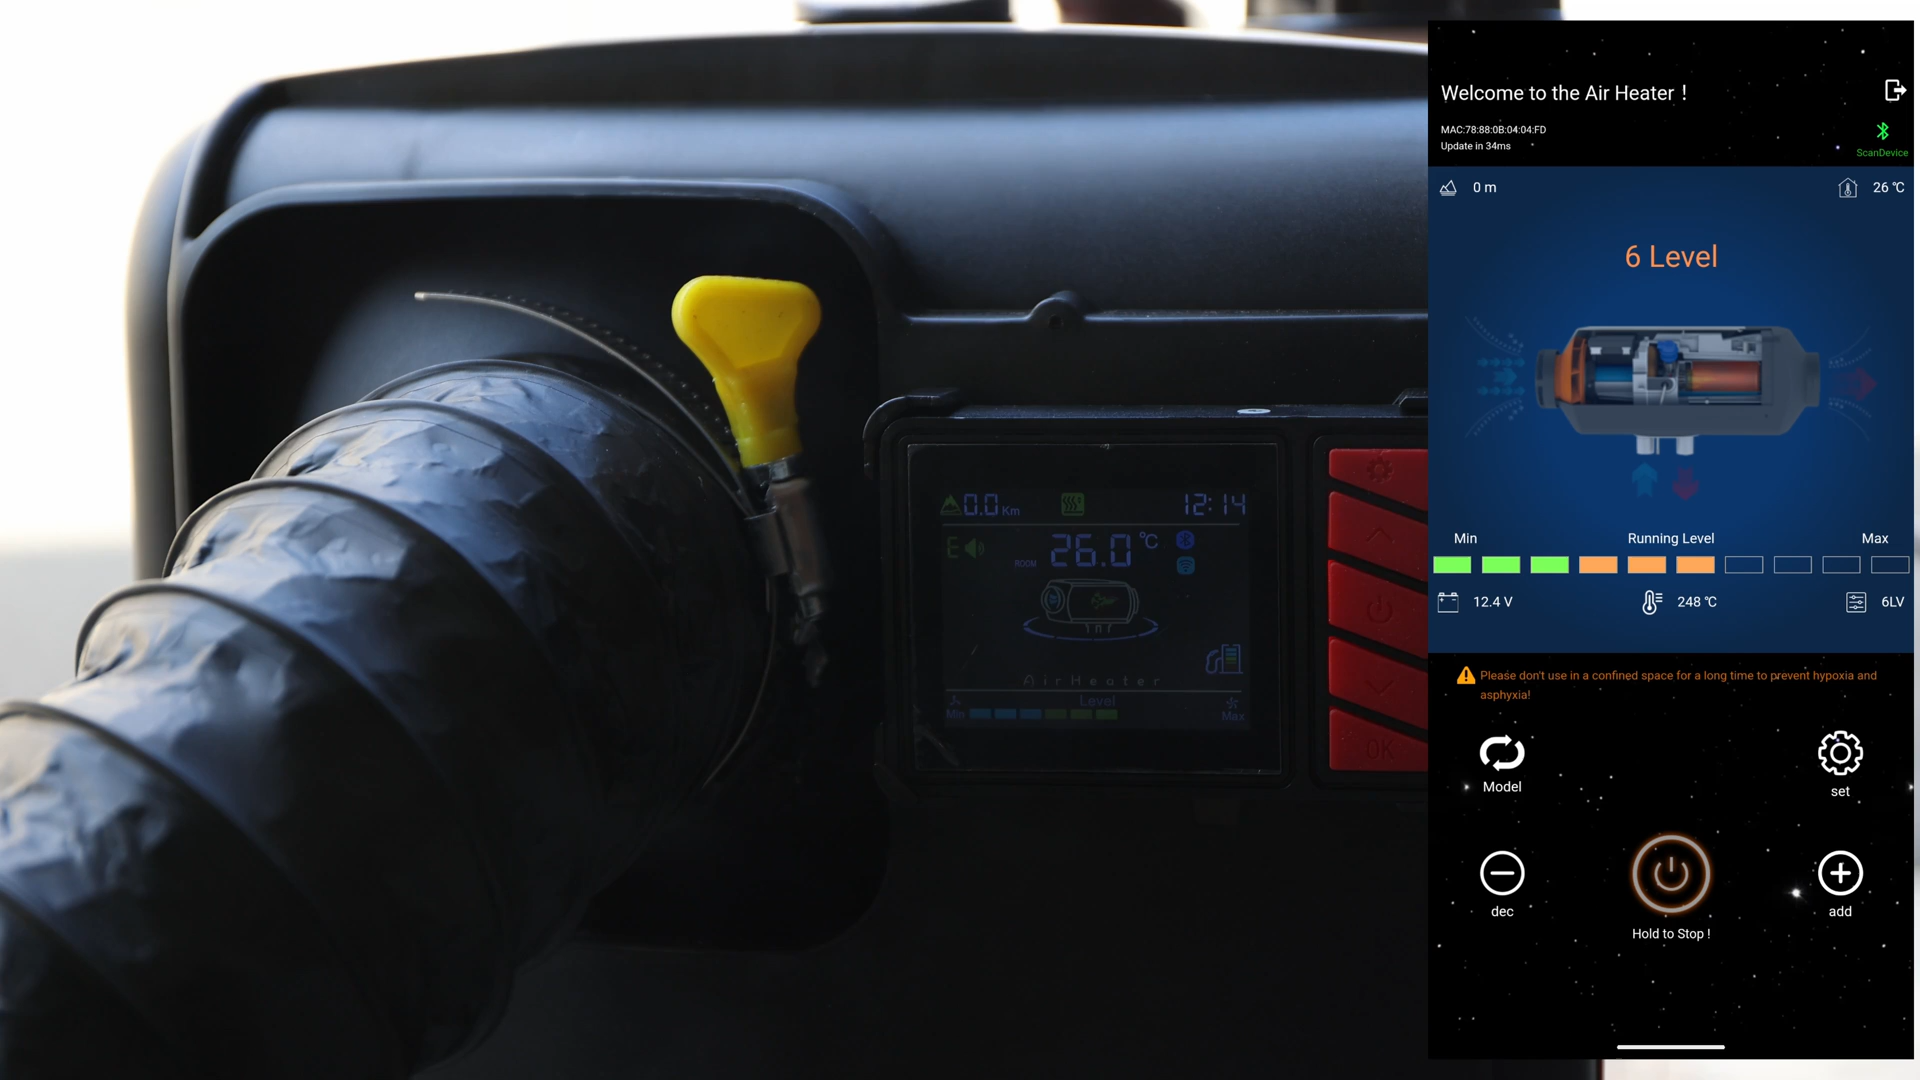 0.0 Km
12:14
E
ROOM
26.0 ℃
AirHeater
Level
Min
Max
OK
Welcome to the Air Heater !
MAC:78:88:0B:04:04:FD
Update in 34ms
ScanDevice
0 m
26 ℃
6 Level
Min
Running Level
Max
12.4 V
248 ℃
6LV
Please don't use in a confined space for a long time to prevent hypoxia and
asphyxia!
Model
set
dec
add
Hold to Stop !